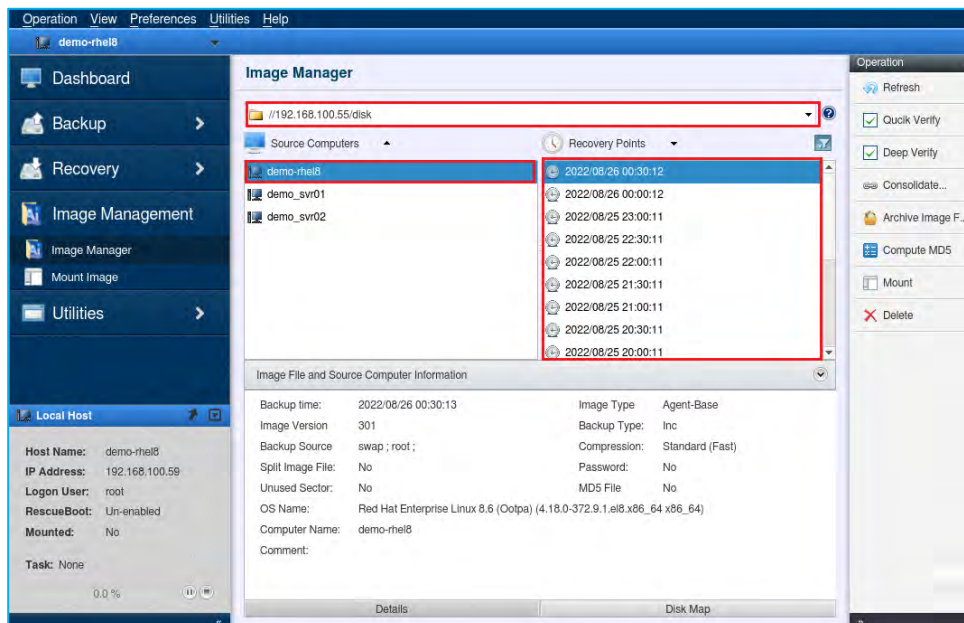 Operation View Preferences Utilities Help
demo-rhel8
Dashboard
Backup
Recovery
Image Management
Image Manager
Mount Image
Utilities
Local Host
Host Name: demo-rhel8
IP Address: 192.168.100.59
Logon User: root
RescueBoot: Un-enabled
Mounted: No
Task: None
0.0 %
Image Manager
//192.168.100.55/disk
Source Computers
demo-rhel8
demo_svr01
demo_svr02
Recovery Points
2022/08/26 00:30:12
2022/08/26 00:00:12
2022/08/25 23:00:11
2022/08/25 22:30:11
2022/08/25 22:00:11
2022/08/25 21:30:11
2022/08/25 21:00:11
2022/08/25 20:30:11
2022/08/25 20:00:11
Image File and Source Computer Information
Backup time: 2022/08/26 00:30:13 Image Type Agent-Base
Image Version 301 Backup Type: Inc
Backup Source swap ; root ; Compression: Standard (Fast)
Split Image File: No Password: No
Unused Sector: No MD5 File No
OS Name: Red Hat Enterprise Linux 8.6 (Ootpa) (4.18.0-372.9.1.el8.x86_64 x86_64)
Computer Name: demo-rhel8
Comment:
Details Disk Map
Operation
Refresh
Qucik Verify
Deep Verify
Consolidate...
Archive Image F..
Compute MD5
Mount
Delete